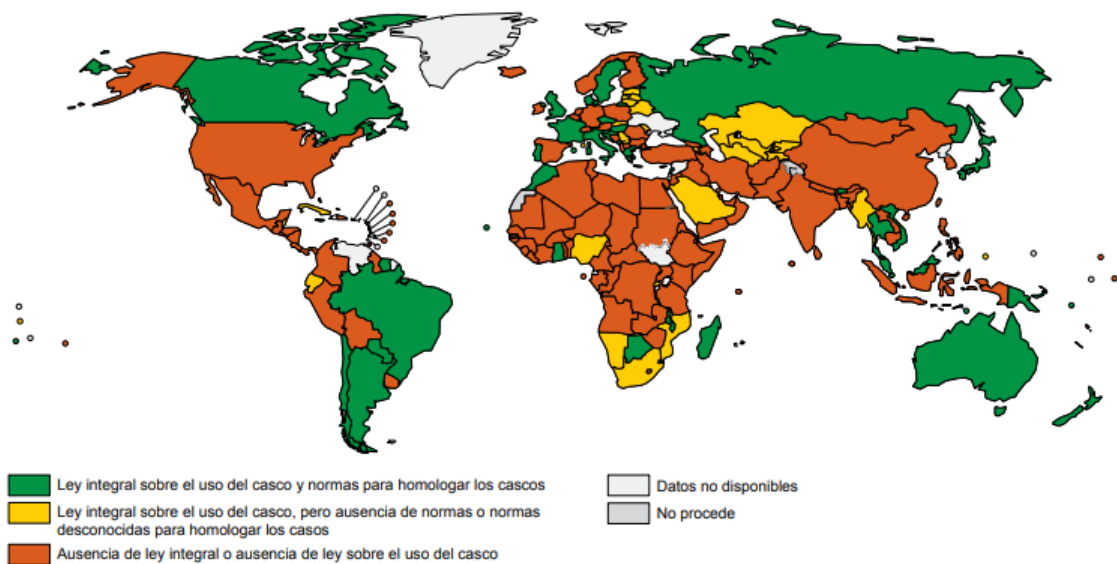 Ley integral sobre el uso del casco y normas para homologar los cascos
Ley integral sobre el uso del casco, pero ausencia de normas o normas
desconocidas para homologar los casos
Ausencia de ley integral o ausencia de ley sobre el uso del casco
Datos no disponibles
No procede